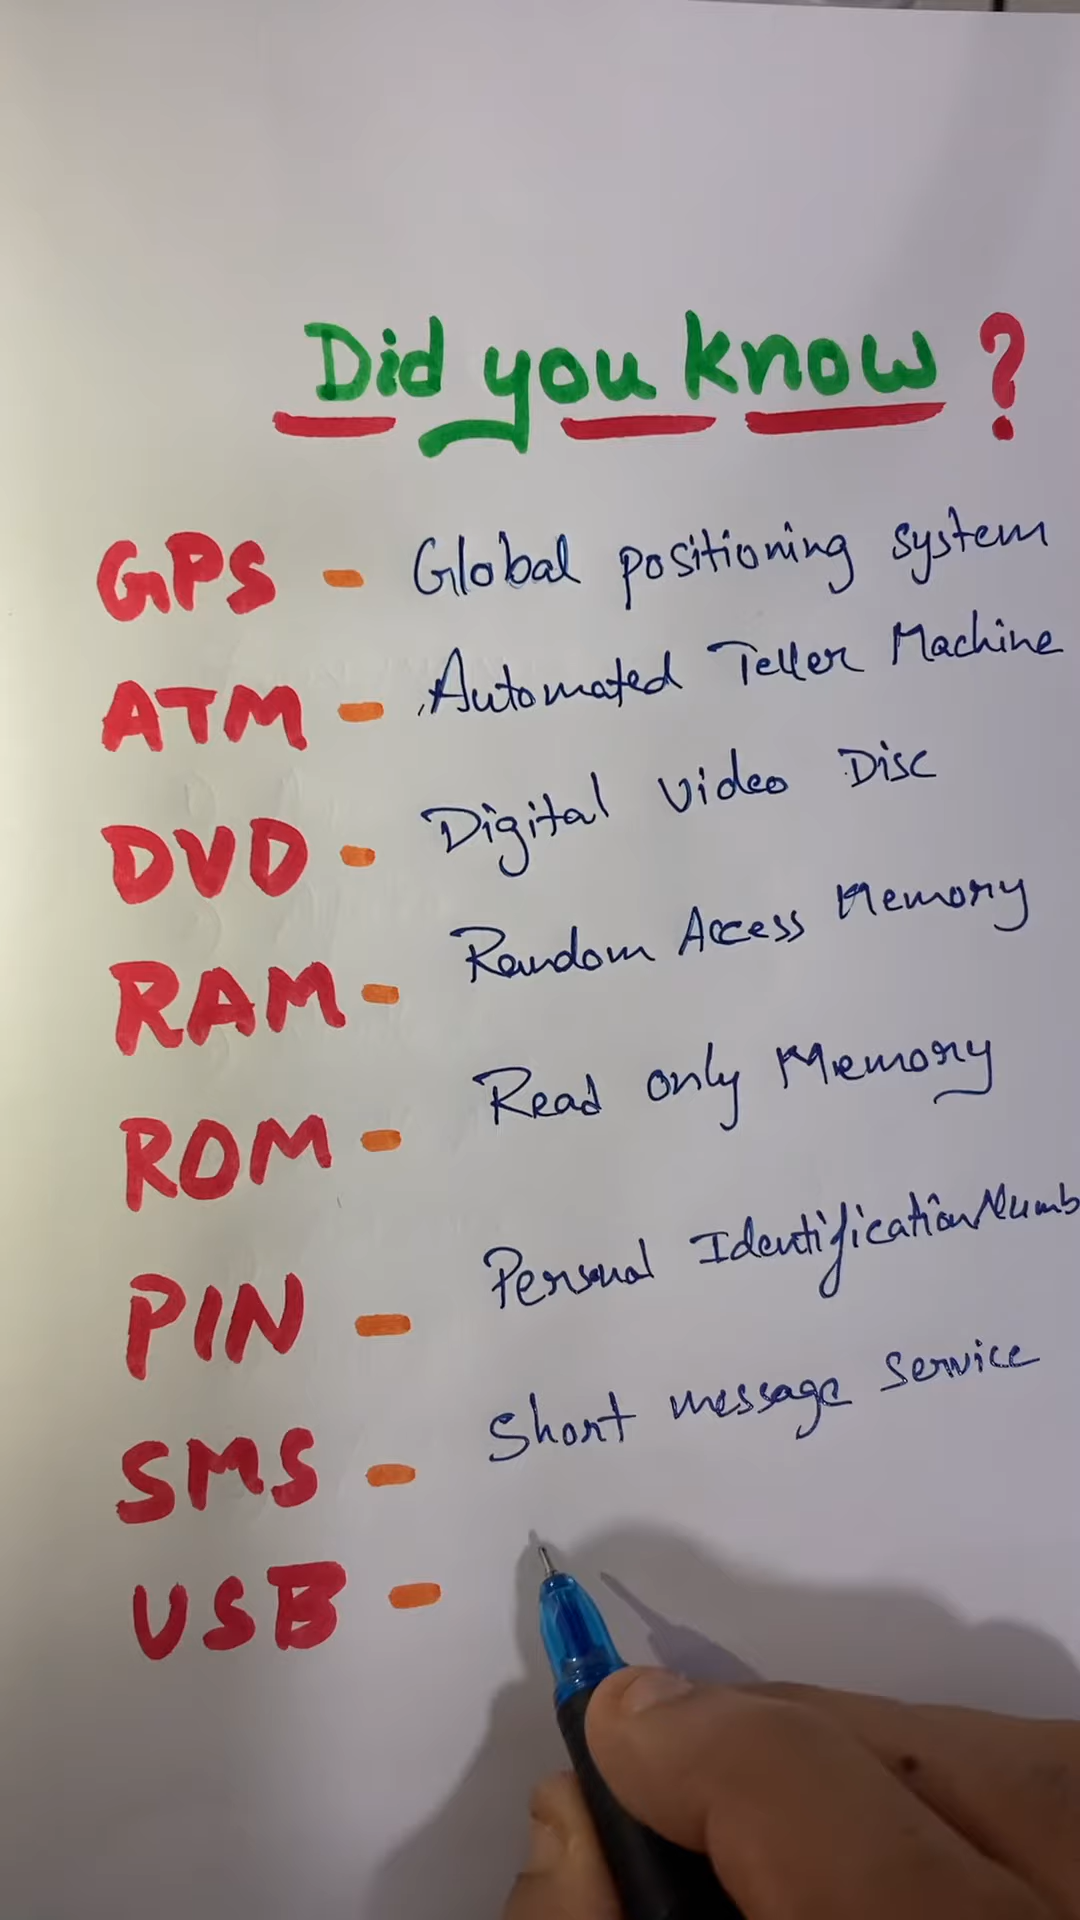 Did you know ?
GPS - Global positioning system
ATM - Automated Teller Machine
DVD - Digital Video Disc
RAM - Random Access Memory
ROM - Read only Memory
PIN - Personal Identification Numb
SMS - Short message service
USB -